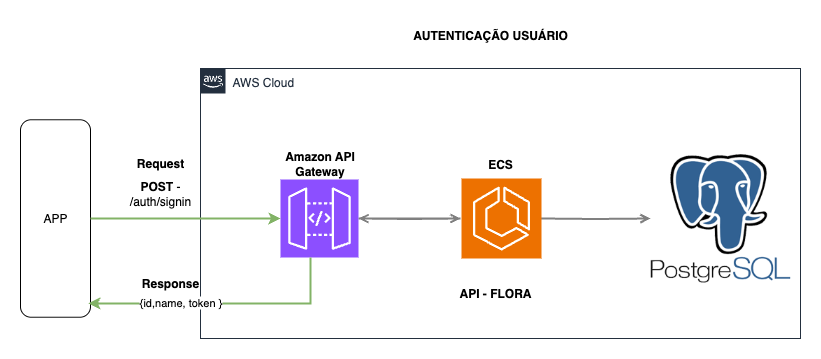 AUTENTICAÇÃO USUÁRIO
aws
AWS Cloud
APP
Request
POST -
/auth/signin
Amazon API
Gateway
ECS
PostgreSQL
Response
{id,name, token }
API - FLORA